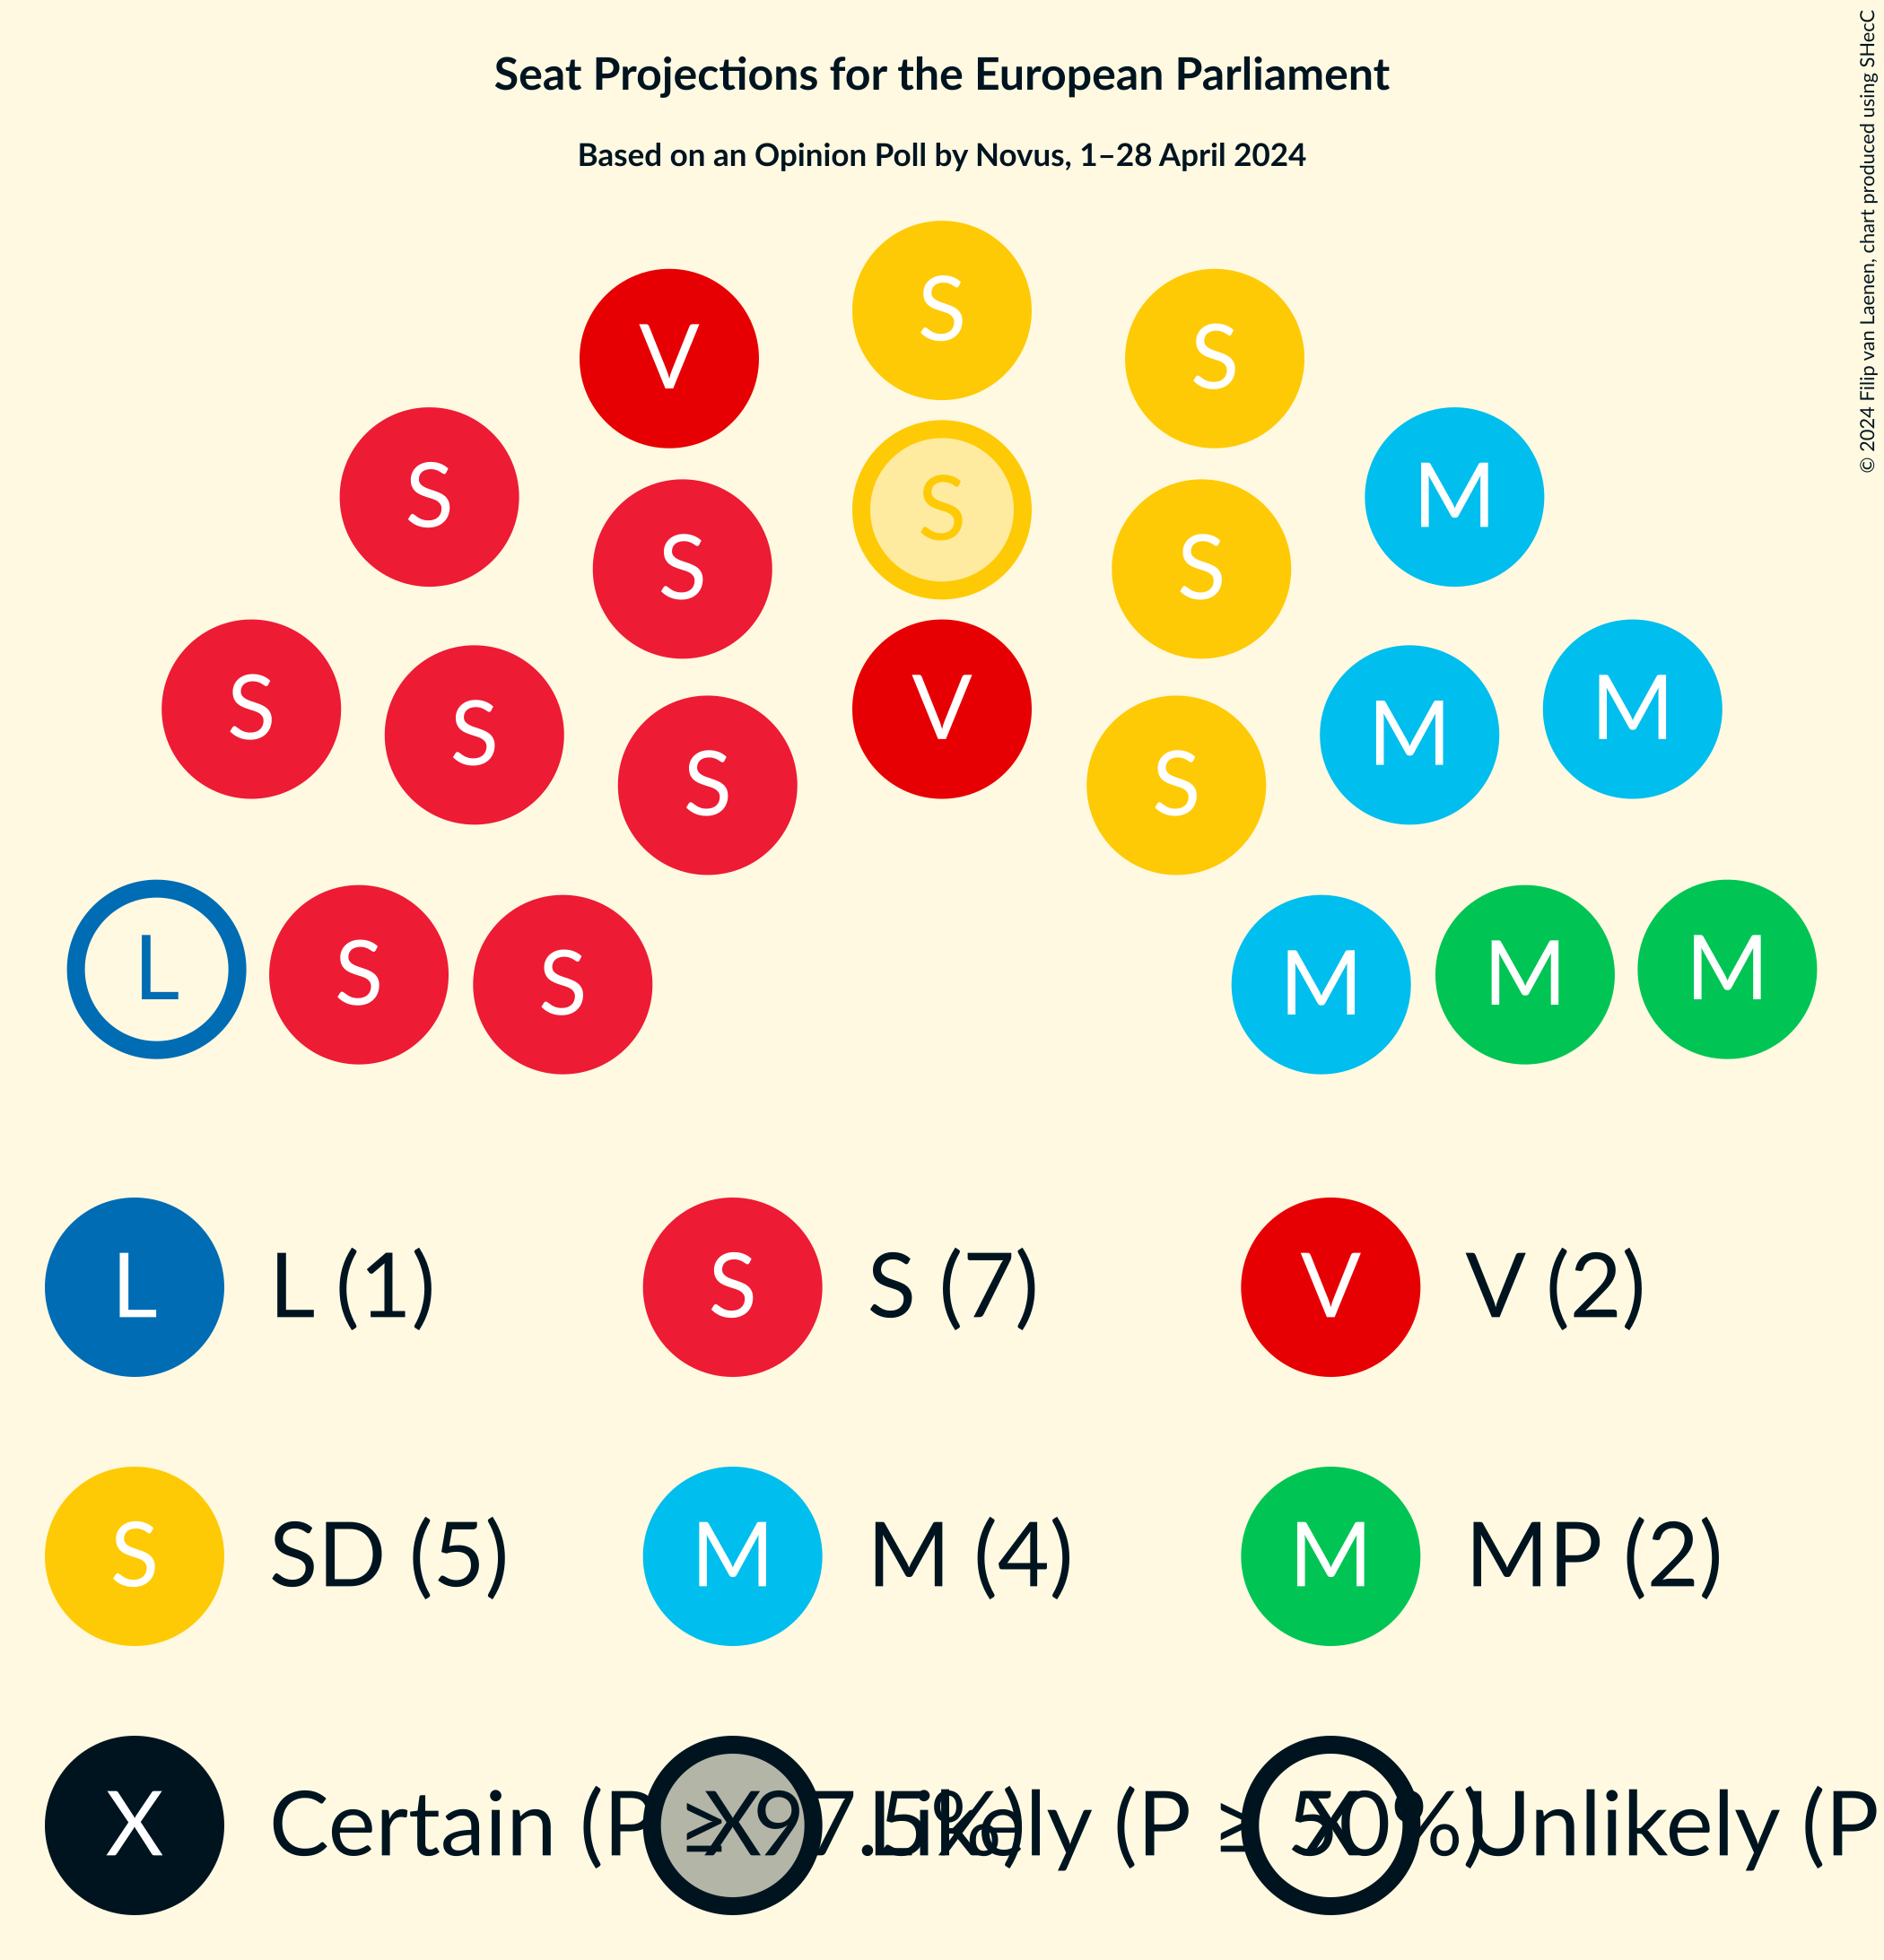 Seat Projections for the European Parliament
Based on an Opinion Poll by Novus, 1–28 April 2024
© 2024 Filip van Laenen, chart produced using SHecC
S
V
S
S
M
S
S
S
S
M
V
S
S
M
M
S
S
L
S
S
M
M
M
L L (1) S S (7) V V (2)
S SD (5) M M (4) M MP (2)
X Certain (P ≥ 97.5%) X Likely (P ≥ 50%) X Unlikely (P